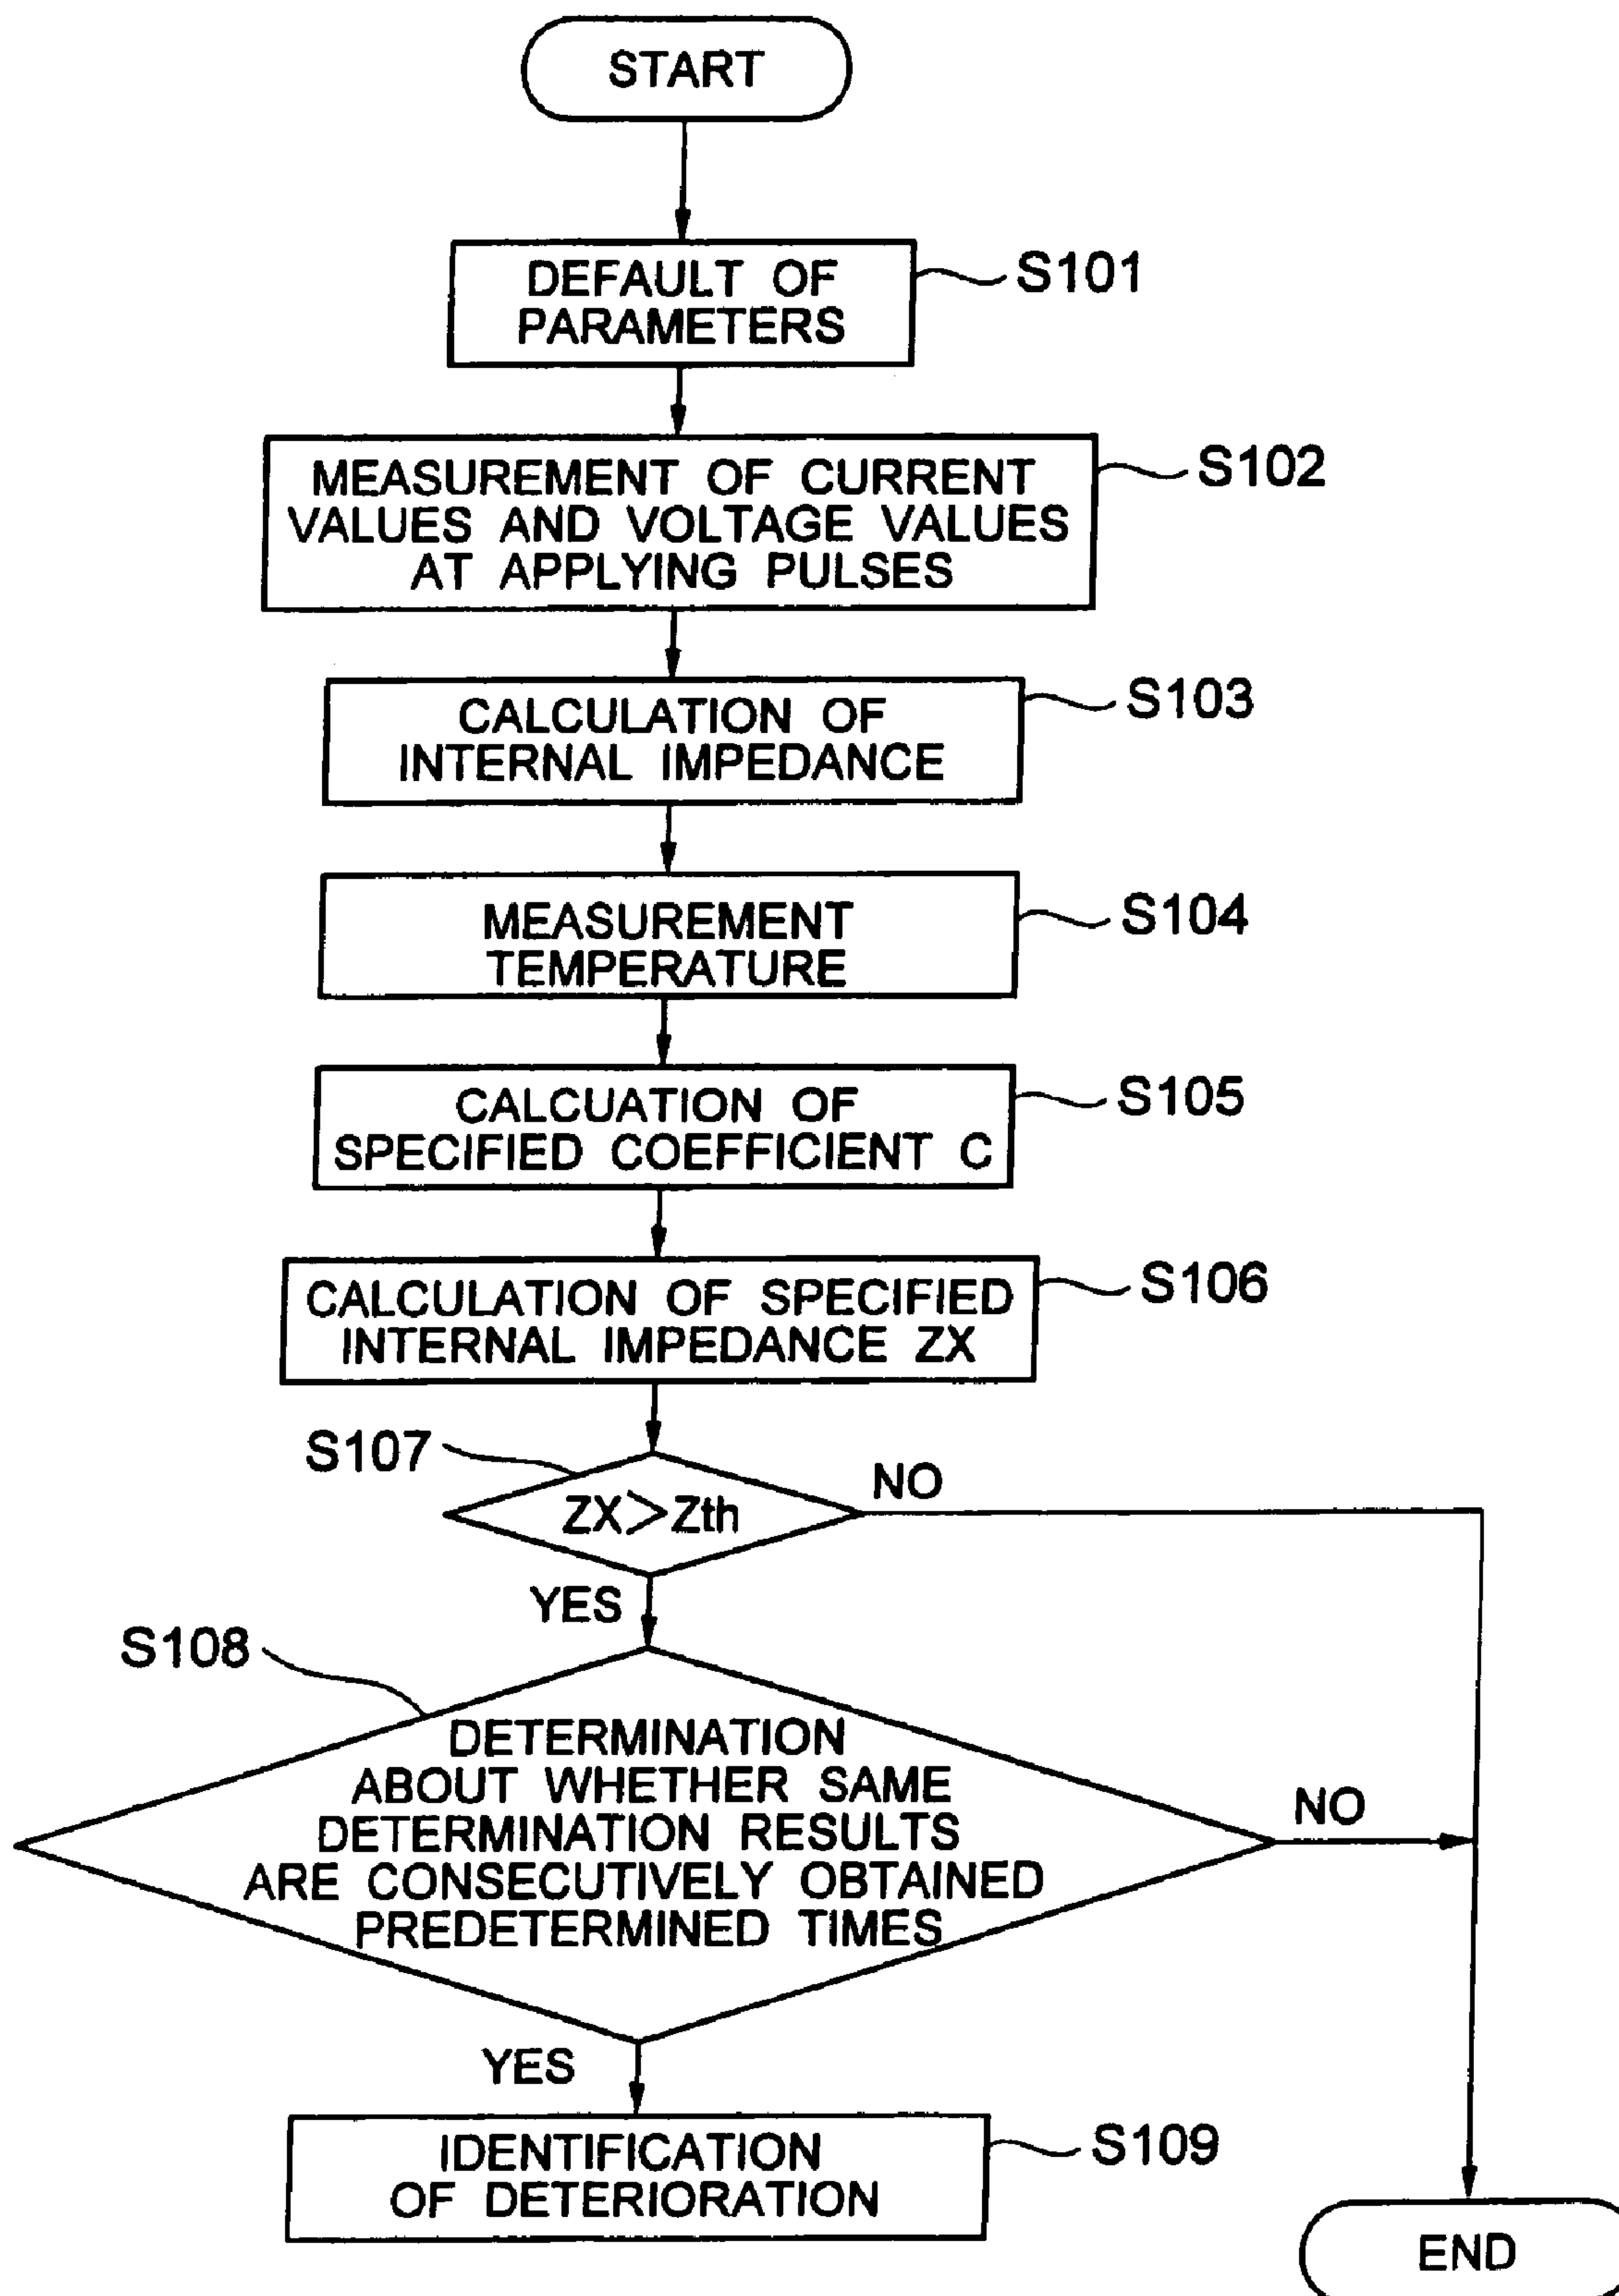 START
DEFAULT OF
PARAMETERS
S101
MEASUREMENT OF CURRENT
VALUES AND VOLTAGE VALUES
AT APPLYING PULSES
S102
CALCULATION OF
INTERNAL IMPEDANCE
S103
MEASUREMENT
TEMPERATURE
S104
CALCUATION OF
SPECIFIED COEFFICIENT C
S105
CALCULATION OF SPECIFIED
INTERNAL IMPEDANCE ZX
S106
S107
ZX>Zth
NO
YES
S108
DETERMINATION
ABOUT WHETHER SAME
DETERMINATION RESULTS
ARE CONSECUTIVELY OBTAINED
PREDETERMINED TIMES
NO
YES
IDENTIFICATION
OF DETERIORATION
S109
END